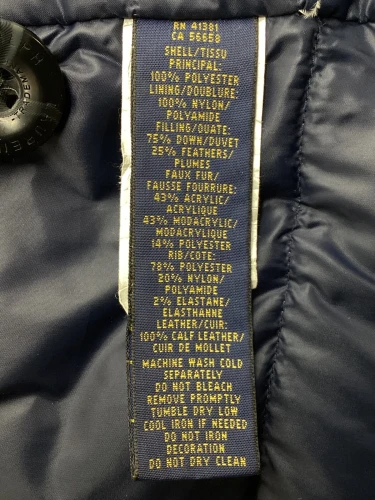 RN 41381
CA 56658
SHELL/TISSU
PRINCIPAL:
100% POLYESTER
LINING/DOUBLURE:
100% NYLON/
POLYAMIDE
FILLING/OUATE:
75% DOWN/DUVET
25% FEATHERS/
PLUMES
FAUX FUR/
FAUSSE FOURRURE:
43% ACRYLIC/
ACRYLIQUE
43% MODACRYLIC/
MODACRYLIQUE
14% POLYESTER
RIB/COTE:
78% POLYESTER
20% NYLON/
POLYAMIDE
2% ELASTANE/
ELASTHANNE
LEATHER/CUIR:
100% CALF LEATHER/
CUIR DE MOLLET
MACHINE WASH COLD
SEPARATELY
DO NOT BLEACH
REMOVE PROMPTLY
TUMBLE DRY LOW
COOL IRON IF NEEDED
DO NOT IRON
DECORATION
DO NOT DRY CLEAN